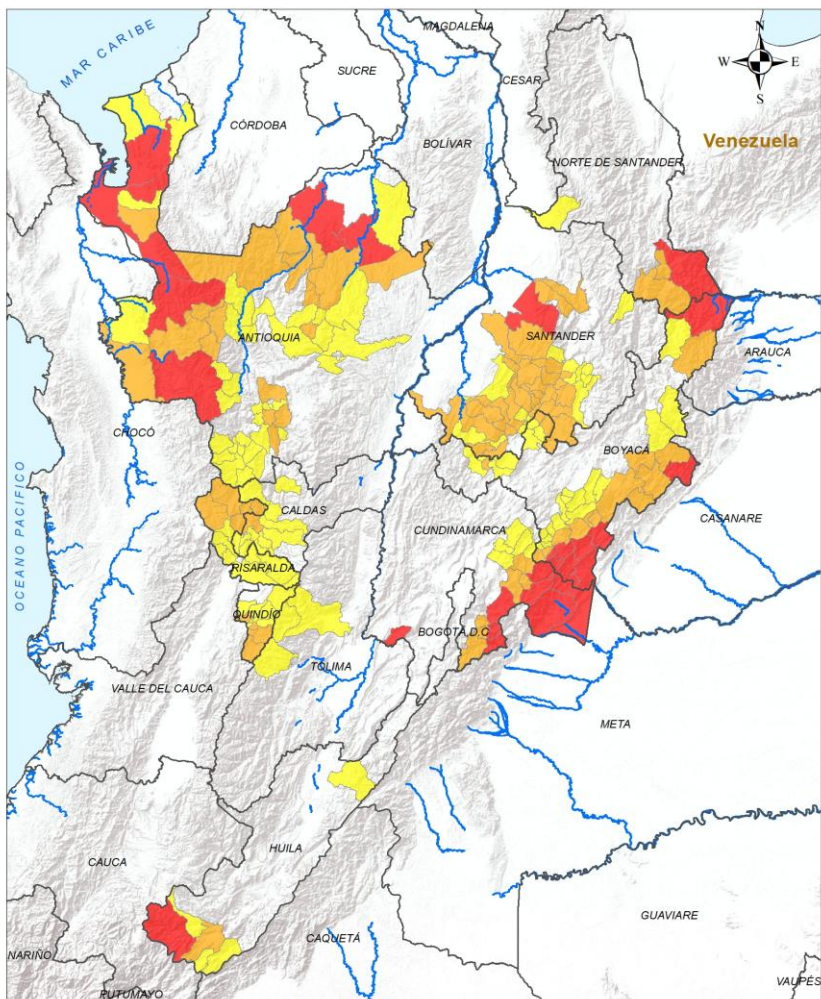 MAGDALENA
N
MAR CARIBE
SUCRE
CESAR
W
E
S
CÓRDOBA
BOLÍVAR
Venezuela
NORTE DE SANTANDER
ANTIOQUIA
SANTANDER
ARAUCA
CHOCÓ
BOYACA
OCEANO PACIFICO
CALDAS
CUNDINAMARCA
CASANARE
RISARALDA
QUINDÍO
BOGOTÁ D.C
TOLIMA
VALLE DEL CAUCA
META
HUILA
CAUCA
GUAVIARE
CAQUETÁ
NARIÑO
PUTUMAYO
VAUPÉS